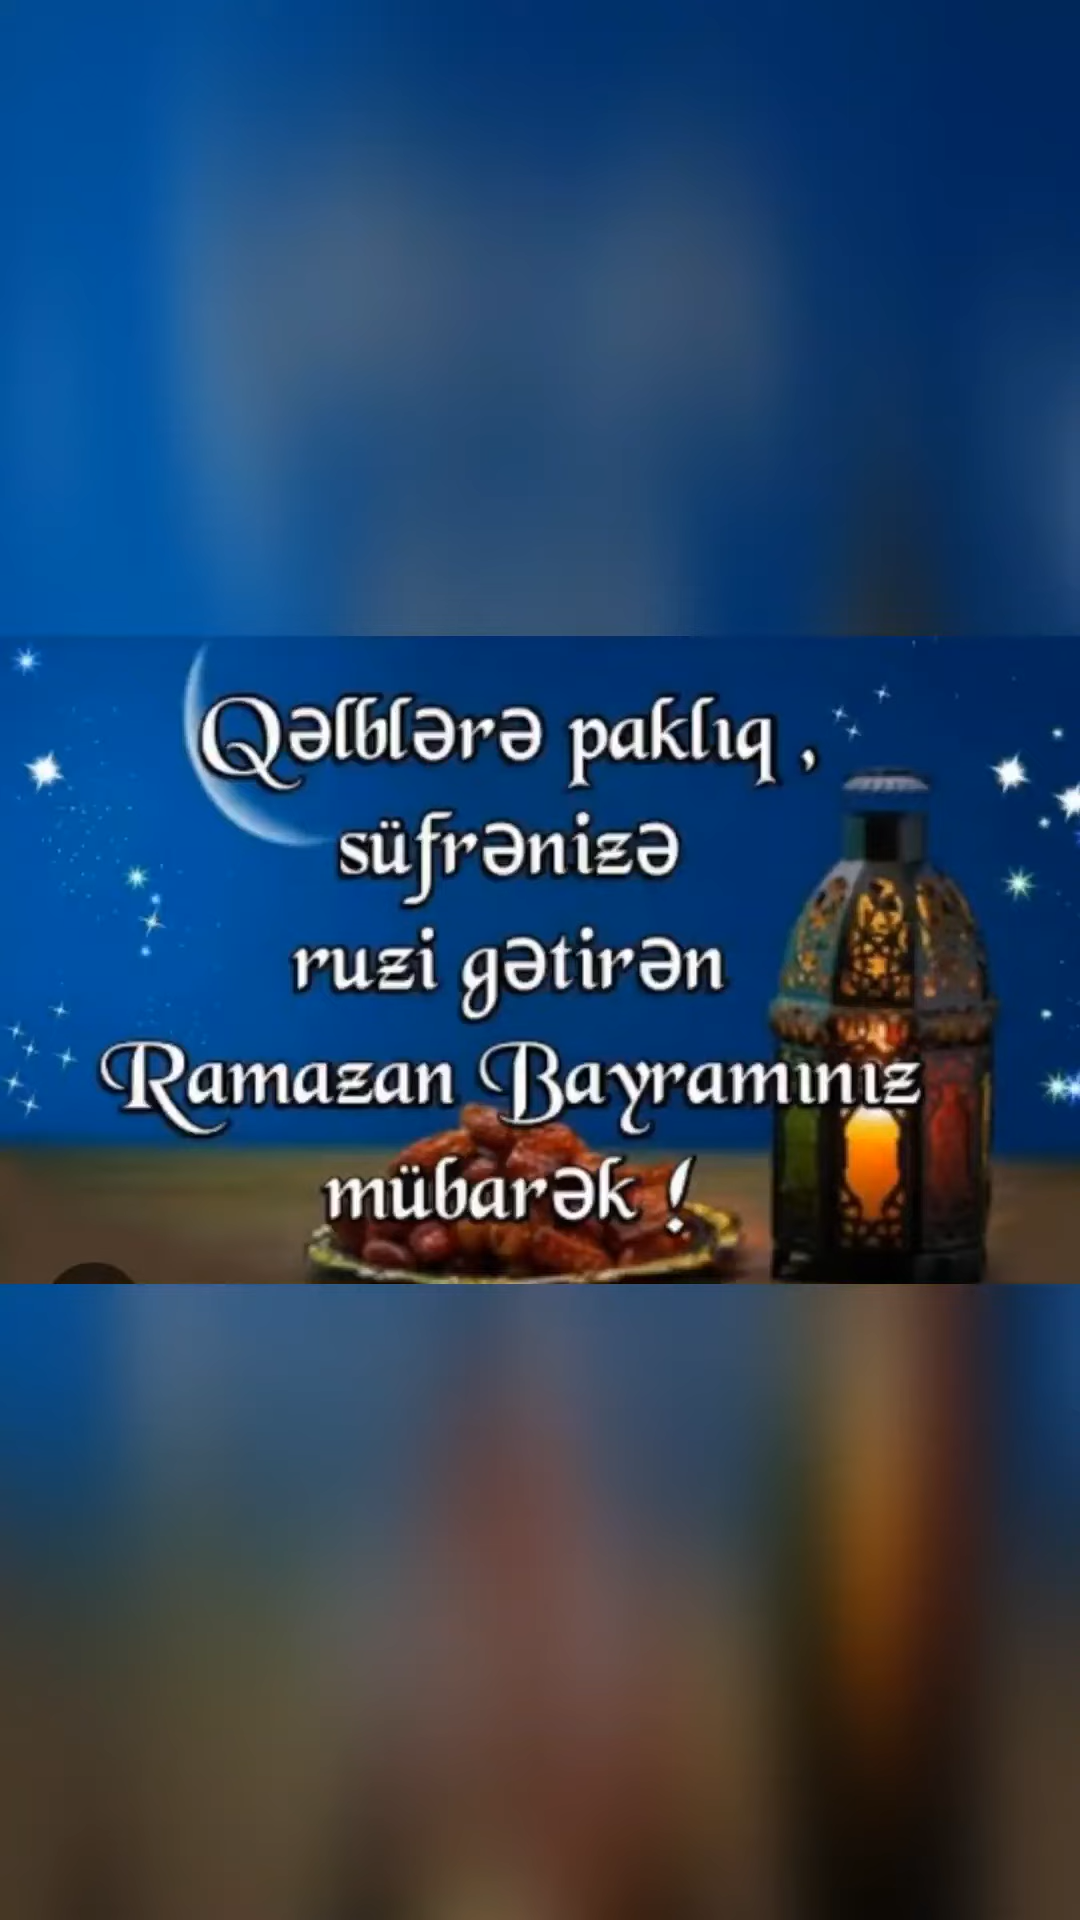 Qəlblərə paklıq ,
süfrənizə
ruzi gətirən
Ramazan Bayramınız
mübarək !